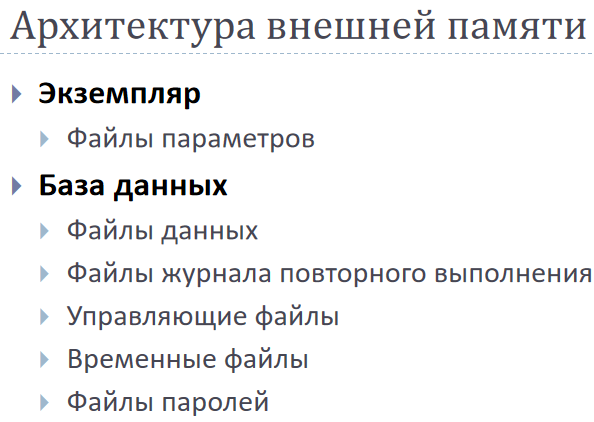 Архитектура внешней памяти
Экземпляр
Файлы параметров
База данных
Файлы данных
Файлы журнала повторного выполнения
Управляющие файлы
Временные файлы
Файлы паролей